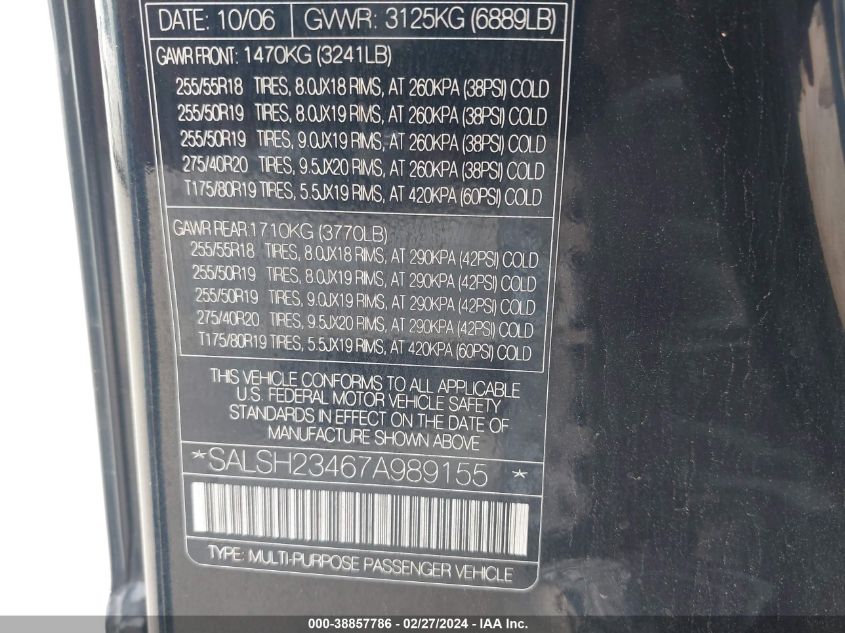 DATE: 10/06 GVWR: 3125KG (6889LB)
GAWR FRONT: 1470KG (3241LB)
255/55R18 TIRES, 8.0JX18 RIMS, AT 260KPA (38PSI) COLD
255/50R19 TIRES, 8.0JX19 RIMS, AT 260KPA (38PSI) COLD
255/50R19 TIRES, 9.0JX19 RIMS, AT 260KPA (38PSI) COLD
275/40R20 TIRES, 9.5JX20 RIMS, AT 260KPA (38PSI) COLD
T175/80R19 TIRES, 5.5JX19 RIMS, AT 420KPA (60PSI) COLD
GAWR REAR: 1710KG (3770LB)
255/55R18 TIRES, 8.0JX18 RIMS, AT 290KPA (42PSI) COLD
255/50R19 TIRES, 8.0JX19 RIMS, AT 290KPA (42PSI) COLD
255/50R19 TIRES, 9.0JX19 RIMS, AT 290KPA (42PSI) COLD
275/40R20 TIRES, 9.5JX20 RIMS, AT 290KPA (42PSI) COLD
T175/80R19 TIRES, 5.5JX19 RIMS, AT 420KPA (60PSI) COLD
THIS VEHICLE CONFORMS TO ALL APPLICABLE
U.S. FEDERAL MOTOR VEHICLE SAFETY
STANDARDS IN EFFECT ON THE DATE OF
MANUFACTURE SHOWN ABOVE
*SALSH23467A989155 *
TYPE: MULTI-PURPOSE PASSENGER VEHICLE
000-38857786 - 02/27/2024 - IAAI.com